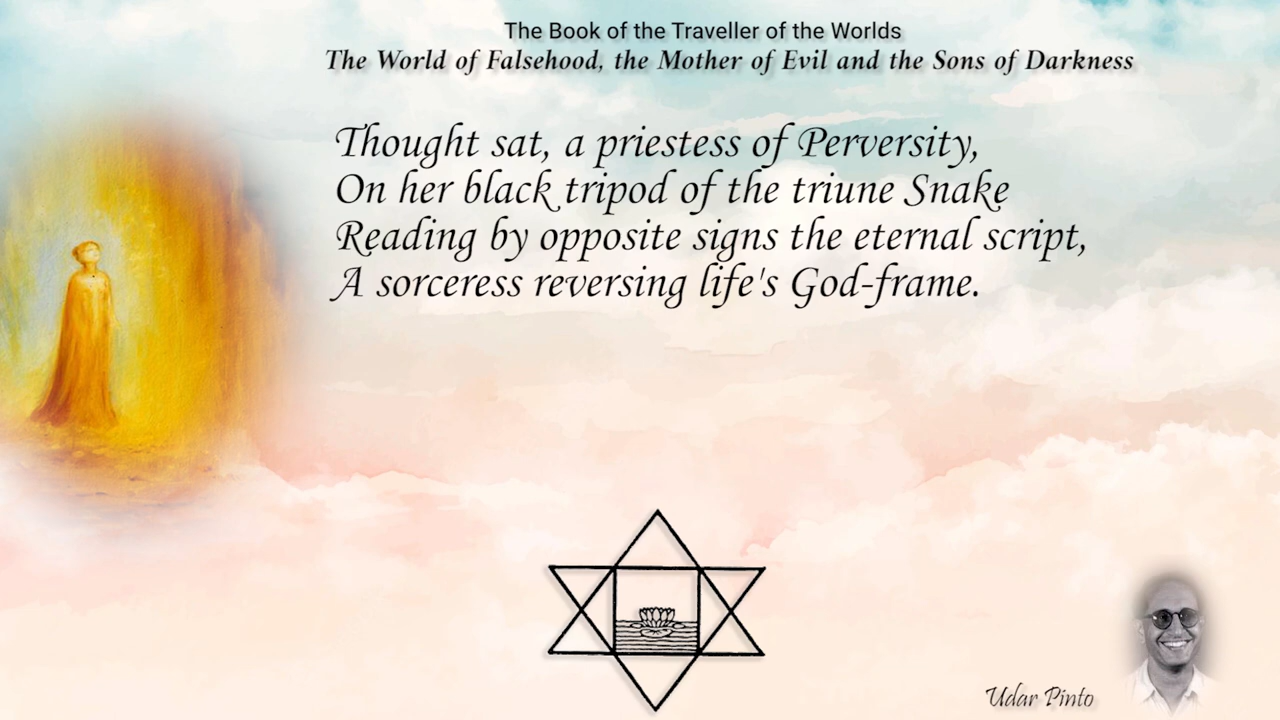 The Book of the Traveller of the Worlds
The World of Falsehood, the Mother of Evil and the Sons of Darkness
Thought sat, a priestess of Perversity,
On her black tripod of the triune Snake
Reading by opposite signs the eternal script,
A sorceress reversing life's God-frame.
Udar Pinto